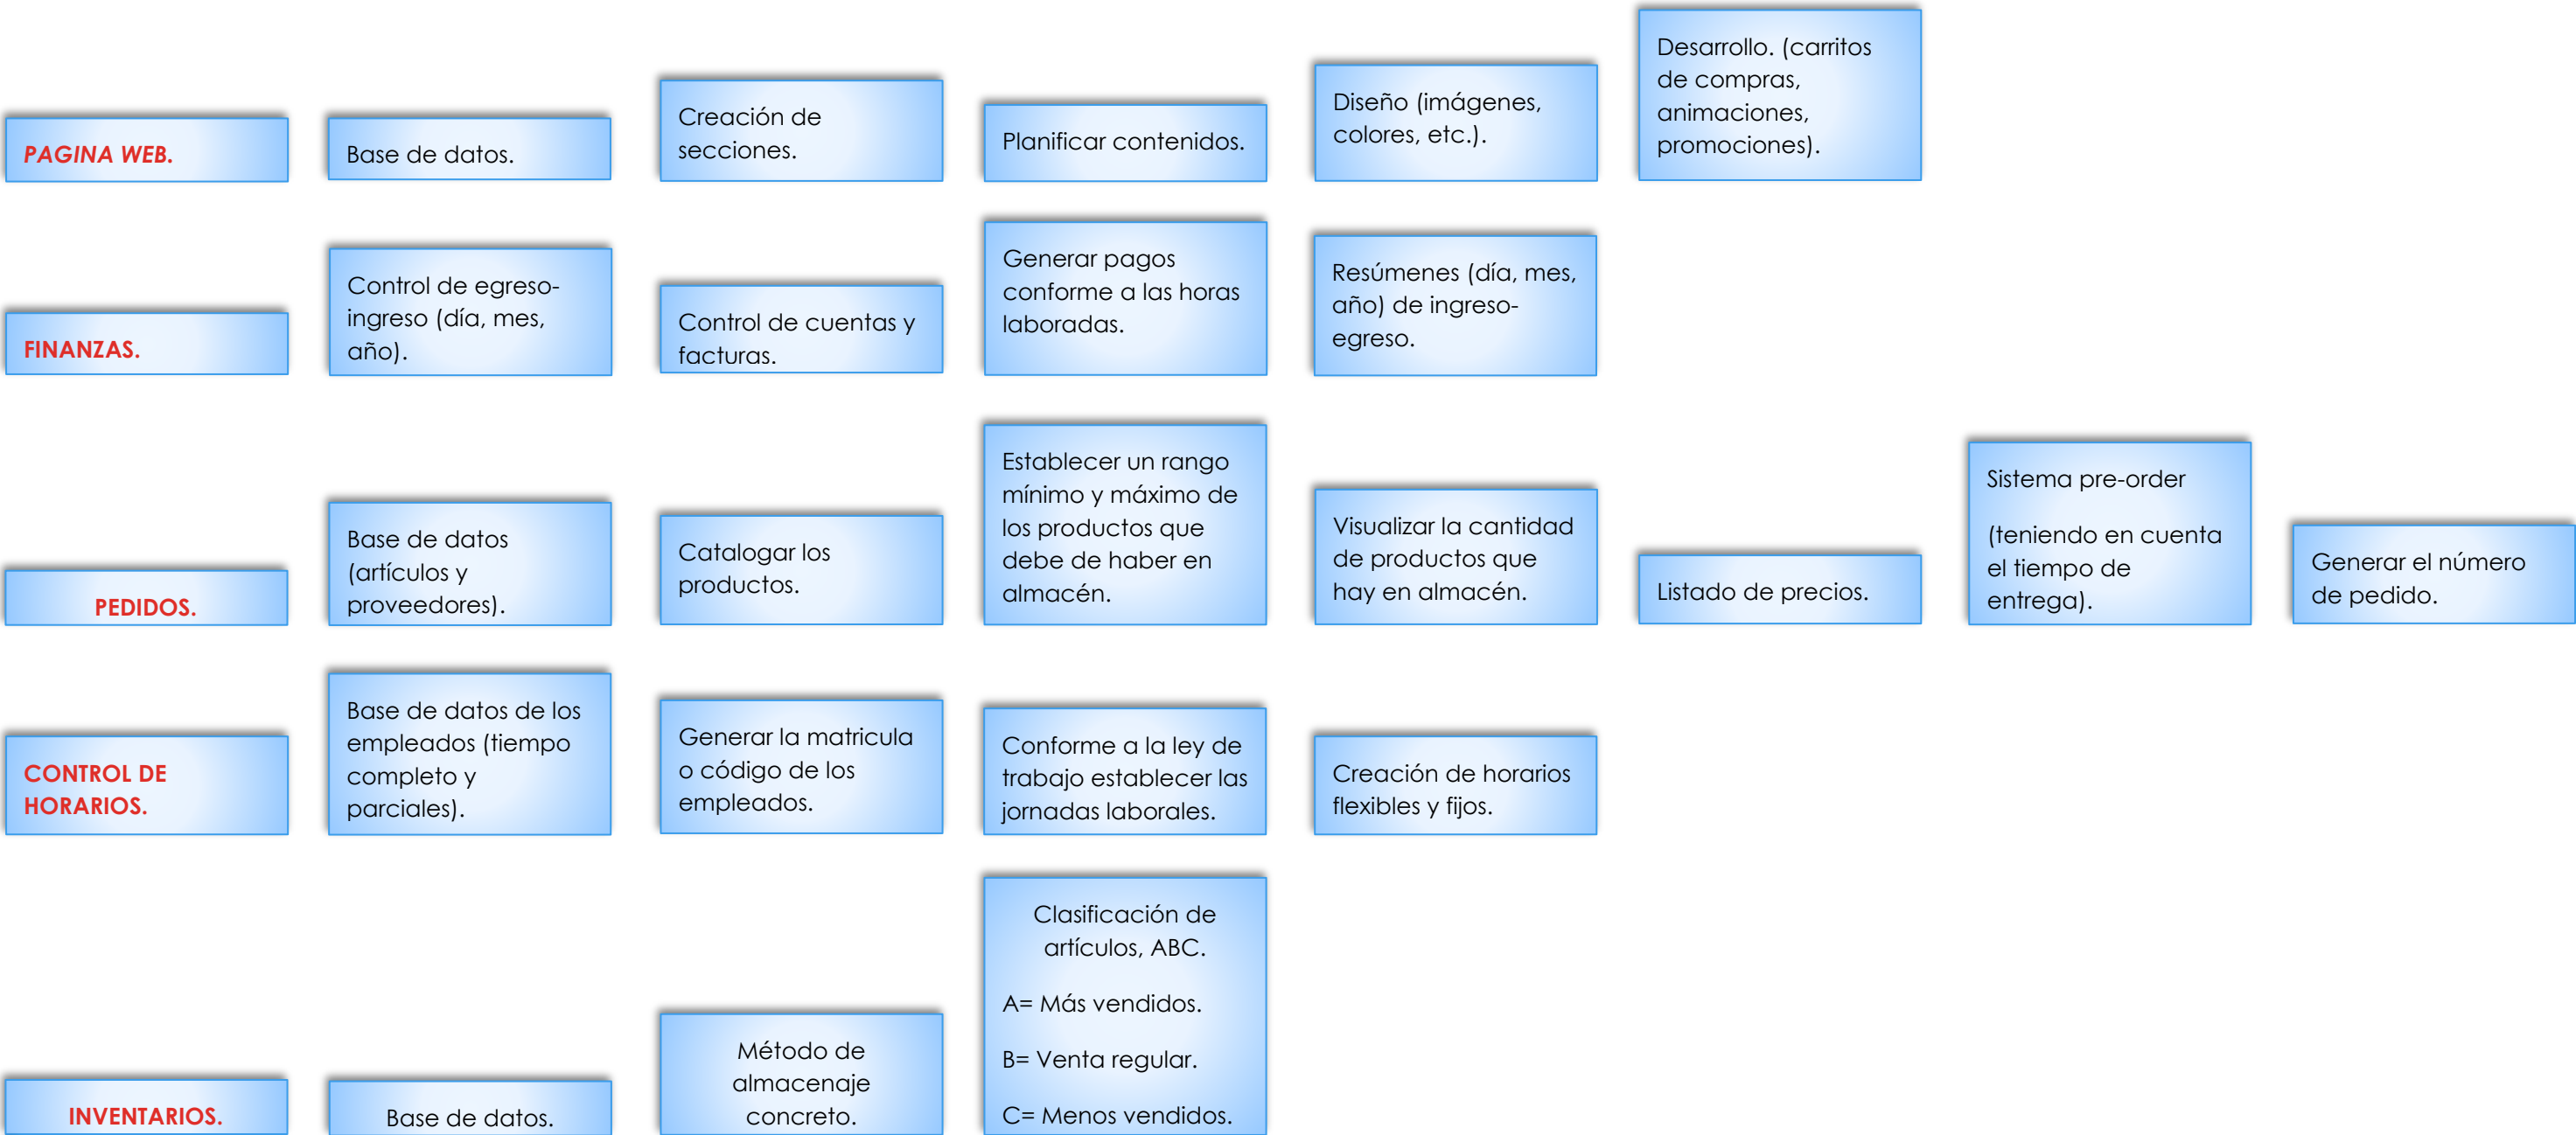 PAGINA WEB.
Base de datos.
Creación de
secciones.
Planificar contenidos.
Diseño (imágenes,
colores, etc.).
Desarrollo. (carritos
de compras,
animaciones,
promociones).
FINANZAS.
Control de egreso-
ingreso (día, mes,
año).
Control de cuentas y
facturas.
Generar pagos
conforme a las horas
laboradas.
Resúmenes (día, mes,
año) de ingreso-
egreso.
PEDIDOS.
Base de datos
(artículos y
proveedores).
Catalogar los
productos.
Establecer un rango
mínimo y máximo de
los productos que
debe de haber en
almacén.
Visualizar la cantidad
de productos que
hay en almacén.
Listado de precios.
Sistema pre-order
(teniendo en cuenta
el tiempo de
entrega).
Generar el número
de pedido.
CONTROL DE
HORARIOS.
Base de datos de los
empleados (tiempo
completo y
parciales).
Generar la matricula
o código de los
empleados.
Conforme a la ley de
trabajo establecer las
jornadas laborales.
Creación de horarios
flexibles y fijos.
INVENTARIOS.
Base de datos.
Método de
almacenaje
concreto.
Clasificación de
artículos, ABC.
A= Más vendidos.
B= Venta regular.
C= Menos vendidos.